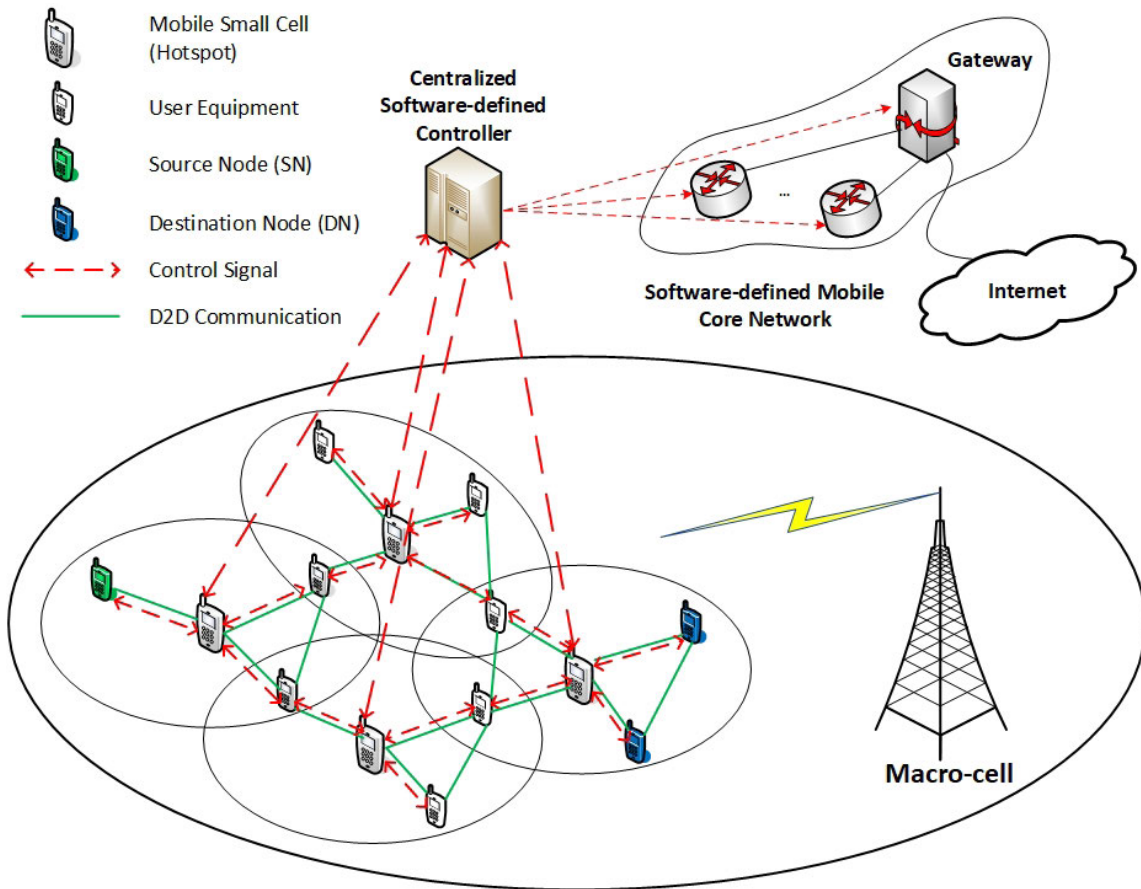 Mobile Small Cell
(Hotspot)
User Equipment
Source Node (SN)
Destination Node (DN)
Control Signal
D2D Communication
Centralized
Software-defined
Controller
Gateway
...
Software-defined Mobile
Core Network
Internet
Macro-cell